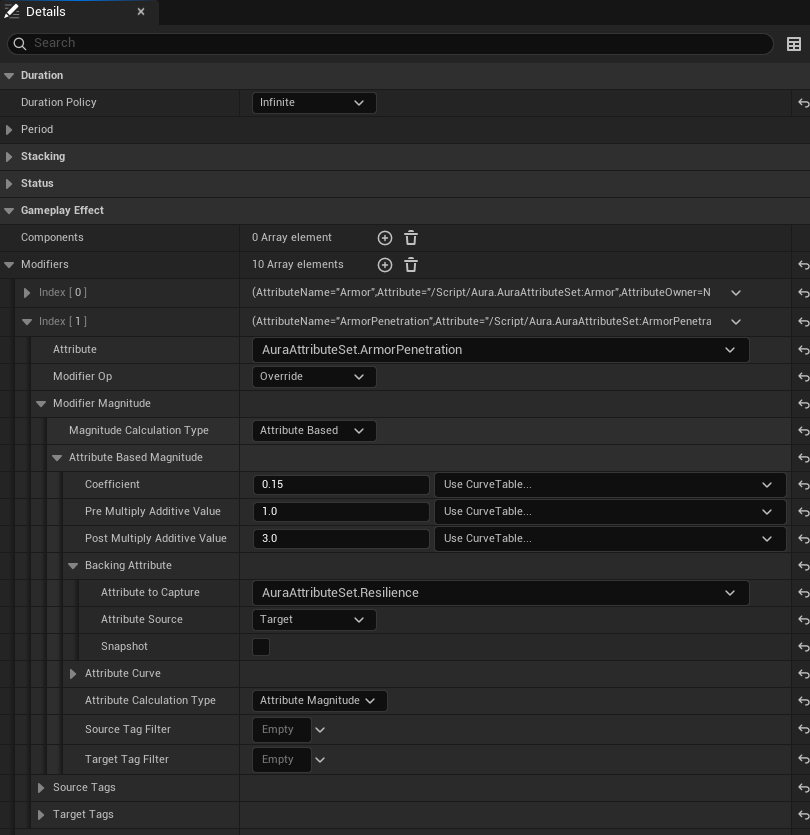 Details
Search
Duration
Duration Policy Infinite
Period
Stacking
Status
Gameplay Effect
Components 0 Array element
Modifiers 10 Array elements
Index [ 0 ] (AttributeName="Armor",Attribute="/Script/Aura.AuraAttributeSet:Armor",AttributeOwner=N
Index [ 1 ] (AttributeName="ArmorPenetration",Attribute="/Script/Aura.AuraAttributeSet:ArmorPenetra
Attribute AuraAttributeSet.ArmorPenetration
Modifier Op Override
Modifier Magnitude
Magnitude Calculation Type Attribute Based
Attribute Based Magnitude
Coefficient 0.15 Use CurveTable...
Pre Multiply Additive Value 1.0 Use CurveTable...
Post Multiply Additive Value 3.0 Use CurveTable...
Backing Attribute
Attribute to Capture AuraAttributeSet.Resilience
Attribute Source Target
Snapshot
Attribute Curve
Attribute Calculation Type Attribute Magnitude
Source Tag Filter Empty
Target Tag Filter Empty
Source Tags
Target Tags